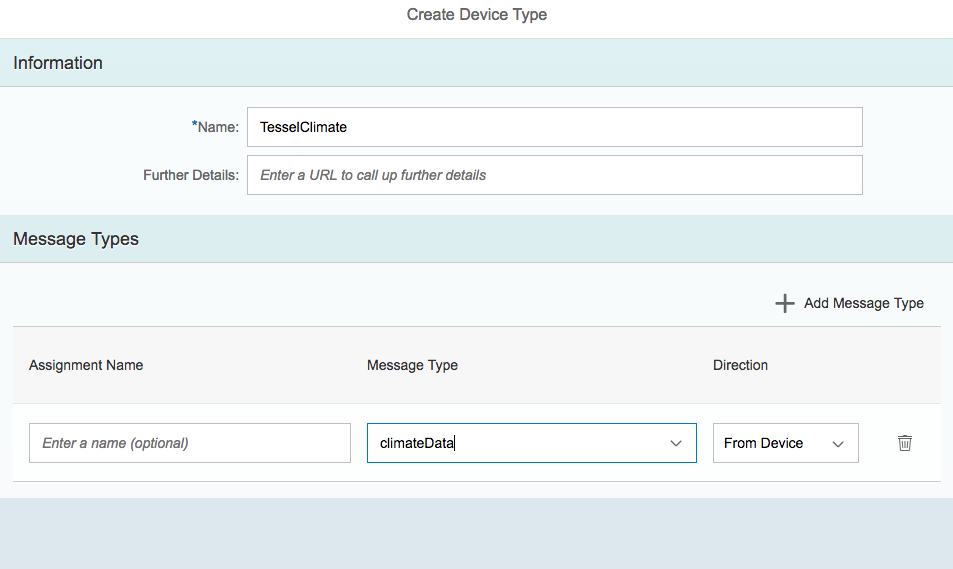 Create Device Type
Information
*Name: TesselClimate
Further Details: Enter a URL to call up further details
Message Types
Add Message Type
Assignment Name Message Type Direction
Enter a name (optional) climateData From Device